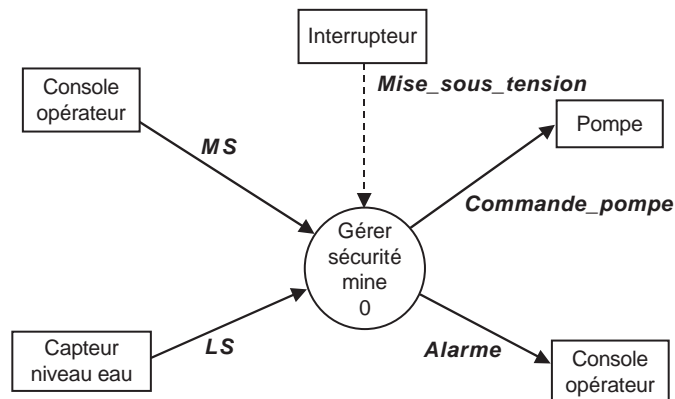 Interrupteur
Mise_sous_tension
Console
opérateur
Pompe
MS
Commande_pompe
Gérer
sécurité
mine
0
Capteur
niveau eau
LS
Alarme
Console
opérateur